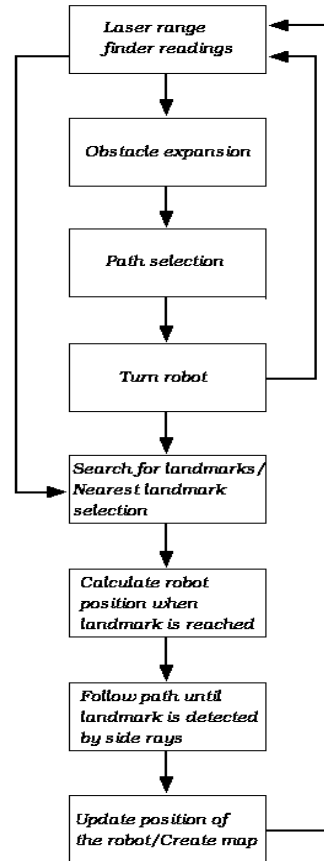 Laser range
finder readings
Obstacle expansion
Path selection
Turn robot
Search for landmarks/
Nearest landmark
selection
Calculate robot
position when
landmark is reached
Follow path until
landmark is detected
by side rays
Update position of
the robot/Create map